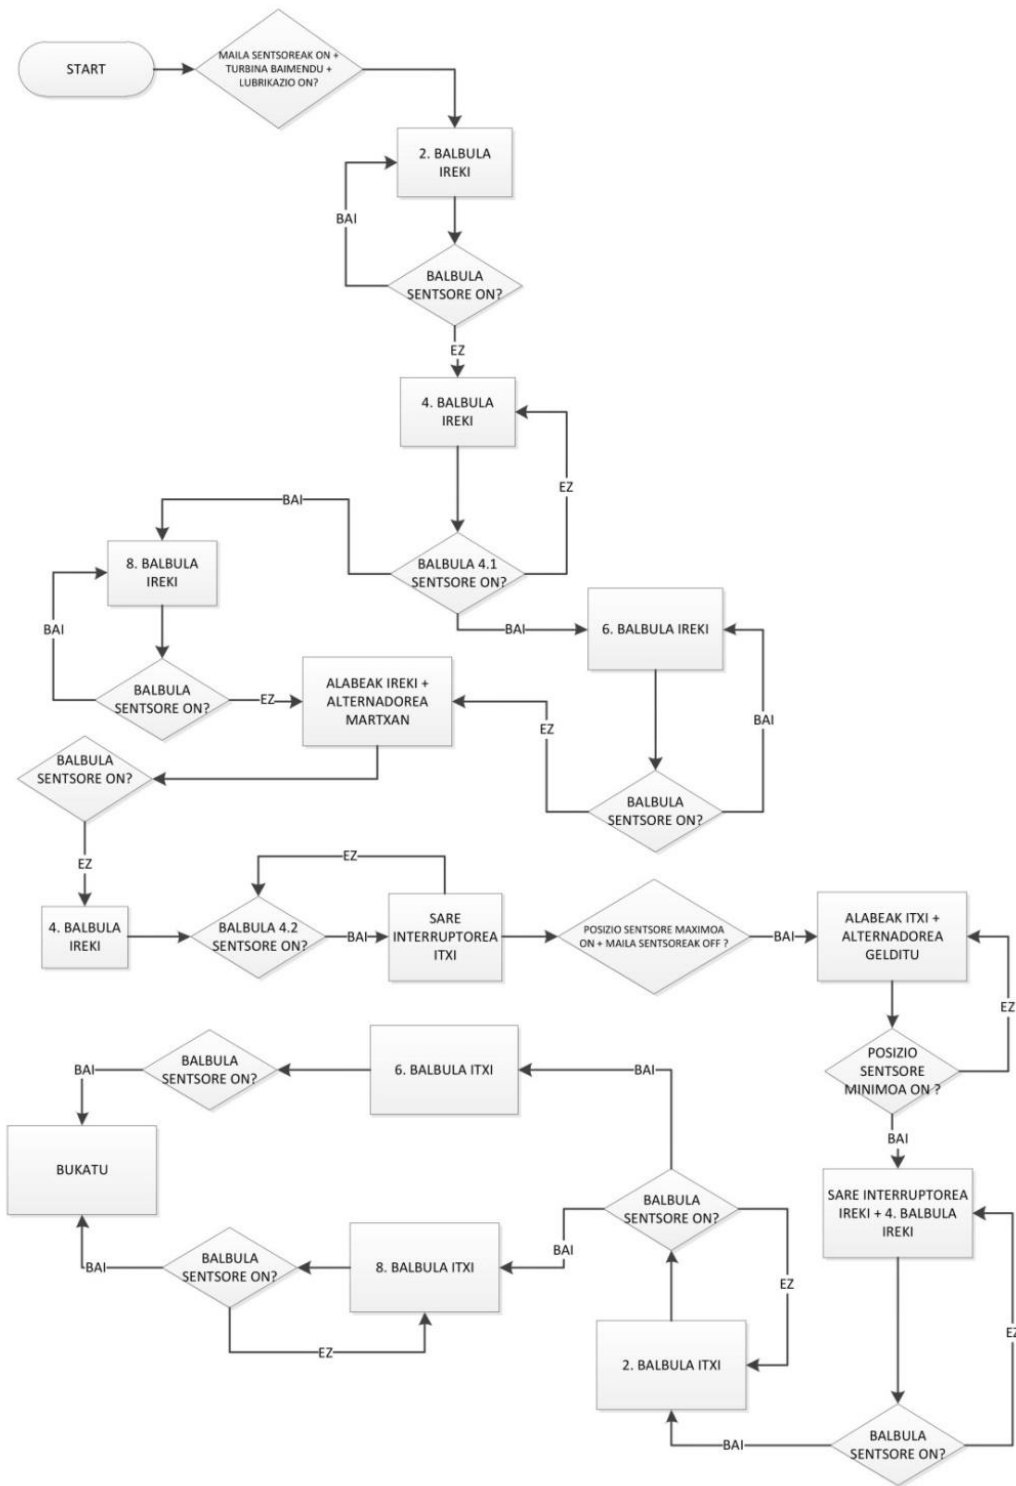 START
MAILA SENTSOREAK ON +
TURBINA BAIMENDU +
LUBRIKAZIO ON?
2. BALBULA
IREKI
BAI
BALBULA
SENTSORE ON?
EZ
4. BALBULA
IREKI
EZ
BAI
BALBULA 4.1
SENTSORE ON?
8. BALBULA
IREKI
BAI
6. BALBULA IREKI
BAI
BALBULA
SENTSORE ON?
EZ
ALABEAK IREKI +
ALTERNADOREA
MARTXAN
EZ
BAI
BALBULA
SENTSORE ON?
BALBULA
SENTSORE ON?
EZ
EZ
4. BALBULA
IREKI
BALBULA 4.2
SENTSORE ON?
BAI
SARE
INTERRUPTOREA
ITXI
POSIZIO SENTSORE MAXIMOA
ON + MAILA SENTSOREAK OFF ?
BAI
ALABEAK ITXI +
ALTERNADOREA
GELDITU
EZ
POSIZIO
SENTSORE
MINIMOA ON ?
BAI
BALBULA
SENTSORE ON?
6. BALBULA ITXI
BAI
BAI
BUKATU
SARE INTERRUPTOREA
IREKI + 4. BALBULA
IREKI
BALBULA
SENTSORE ON?
BAI
EZ
BALBULA
SENTSORE ON?
BAI
8. BALBULA ITXI
EZ
2. BALBULA ITXI
EZ
BAI
BALBULA
SENTSORE ON?